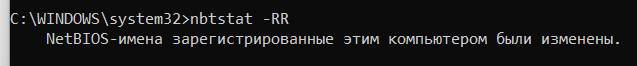 C:\WINDOWS\system32>nbtstat -RR
NetBIOS-имена зарегистрированные этим компьютером были изменены.